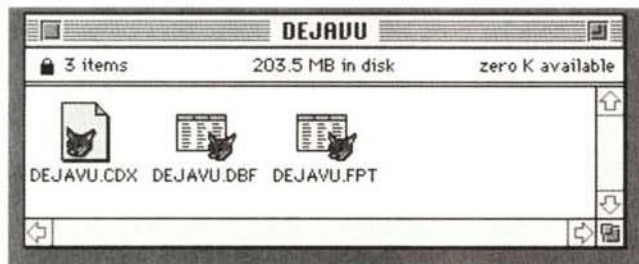 DEJAVU
3 items 203.5 MB in disk zero K available
DEJAVU.CDX DEJAVU.DBF DEJAVU.FPT